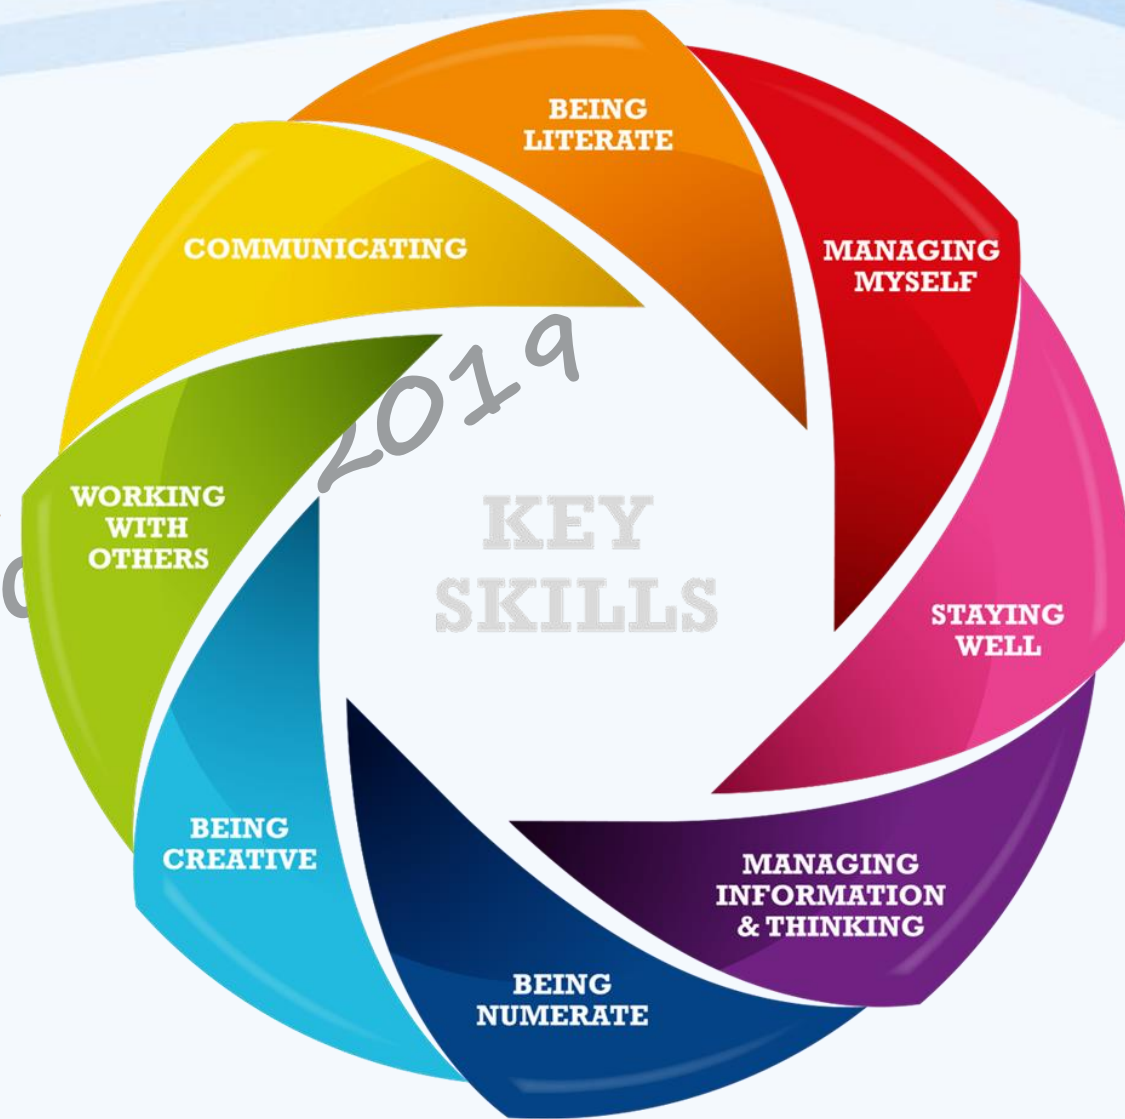 BEING
LITERATE
MANAGING
MYSELF
COMMUNICATING
2019
KEY
SKILLS
WORKING
WITH
OTHERS
STAYING
WELL
BEING
CREATIVE
MANAGING
INFORMATION
& THINKING
BEING
NUMERATE